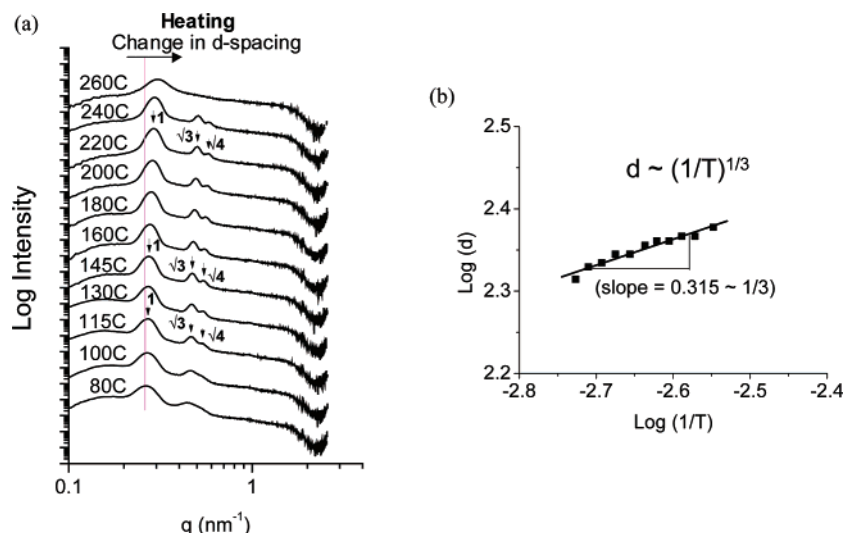 (a)
Heating
Change in d-spacing
260C
240C
1
√3
√4
220C
200C
180C
160C
1
145C
√3
√4
130C
1
115C
√3
√4
100C
80C
Log Intensity
0.1
1
q (nm⁻¹)
(b)
2.5
d ~ (1/T)^1/3
2.4
Log (d)
2.3
(slope = 0.315 ~ 1/3)
2.2
-2.8
-2.7
-2.6
-2.5
-2.4
Log (1/T)